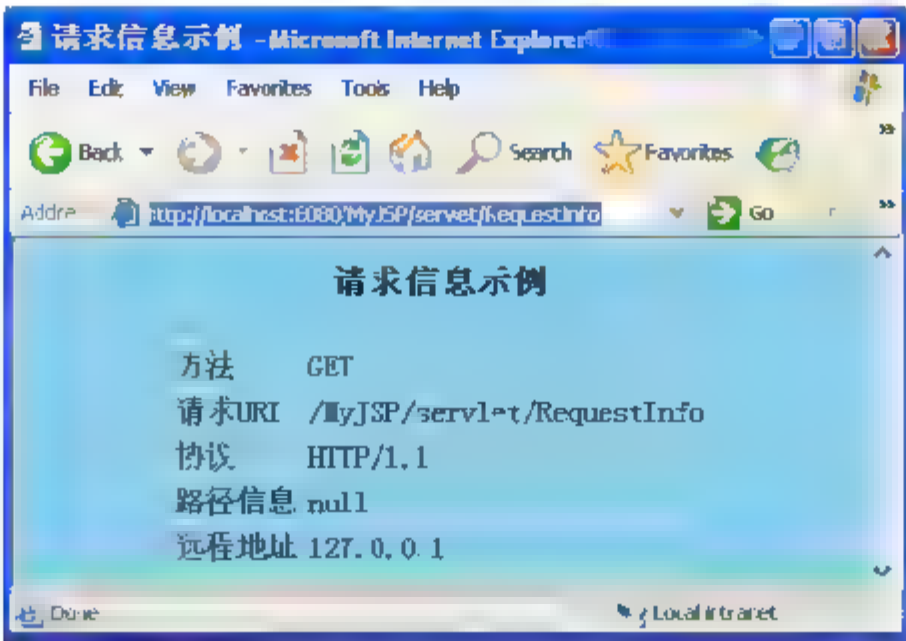 请求信息示例 - Microsoft Internet Explorer
File Edit View Favorites Tools Help
Back Search Favorites
Addre http://localhost:8080/MyJSP/servlet/RequestInfo Go
请求信息示例
方法 GET
请求URI /MyJSP/servlet/RequestInfo
协议 HTTP/1.1
路径信息 null
远程地址 127.0.0.1
Done Local intranet